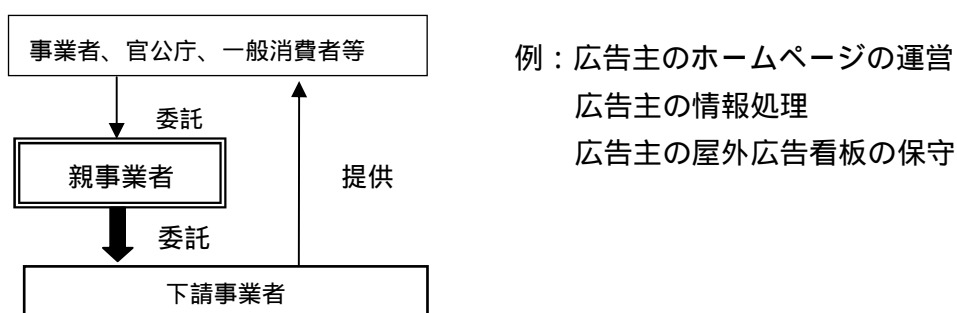 事業者、官公庁、一般消費者等
委託
親事業者
提供
委託
下請事業者
例：広告主のホームページの運営
広告主の情報処理
広告主の屋外広告看板の保守